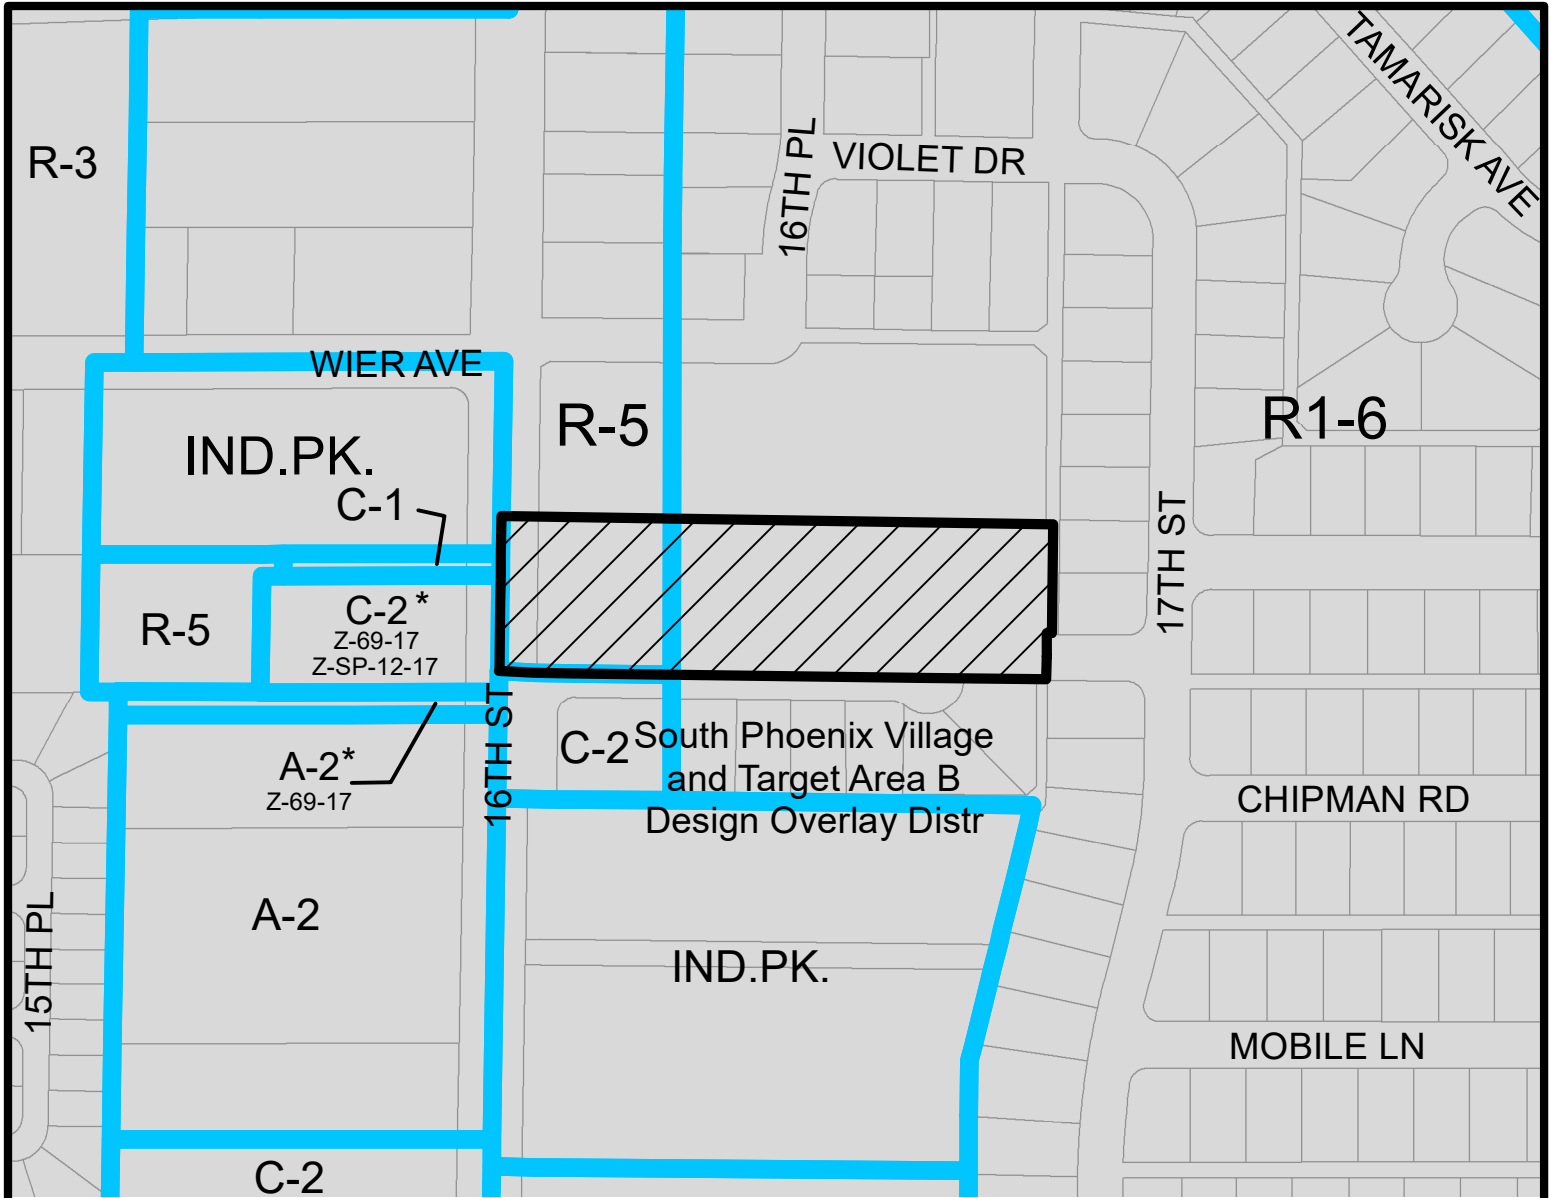 TAMARISK AVE
R-3
VIOLET DR
16TH PL
WIER AVE
R-5
R1-6
IND.PK.
C-1
17TH ST
C-2*
Z-69-17
Z-SP-12-17
R-5
16TH ST
C-2
South Phoenix Village
and Target Area B
Design Overlay Distr
A-2*
Z-69-17
CHIPMAN RD
A-2
15TH PL
IND.PK.
MOBILE LN
C-2